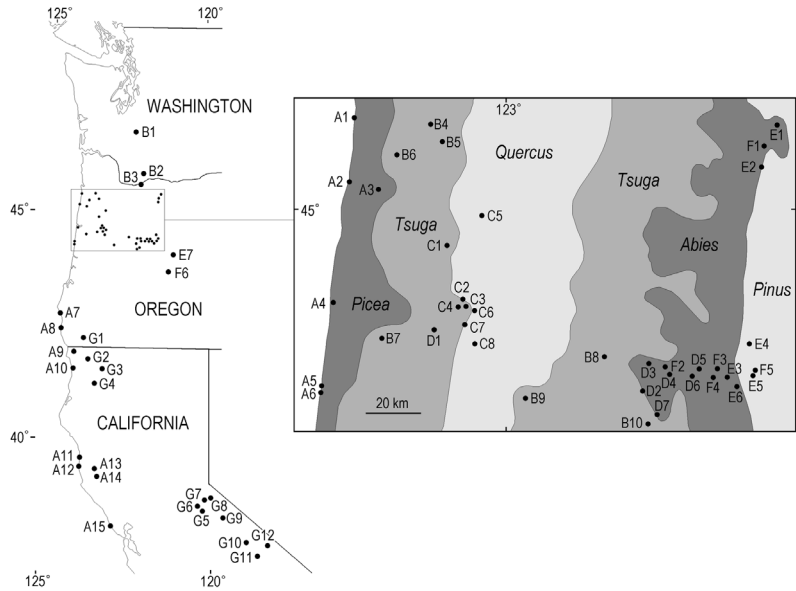 125°
120°
WASHINGTON
B1
B2
B3
45°
E7
F6
OREGON
A7
A8
G1
A9
G2
A10
G3
G4
CALIFORNIA
40°
A11
A12
A13
A14
A15
G7
G8
G6
G5
G9
G10
G12
G11
125°
120°
123°
A1
B4
B5
B6
E1
F1
E2
Quercus
A2
A3
Tsuga
45°
C5
Tsuga
C1
Abies
Pinus
C2
C3
C4
C6
A4
Picea
C7
D1
B7
C8
E4
B8
D3
F2
D5
F3
D4
E3
F5
A5
A6
D2
D6
F4
E5
E6
20 km
B9
D7
B10